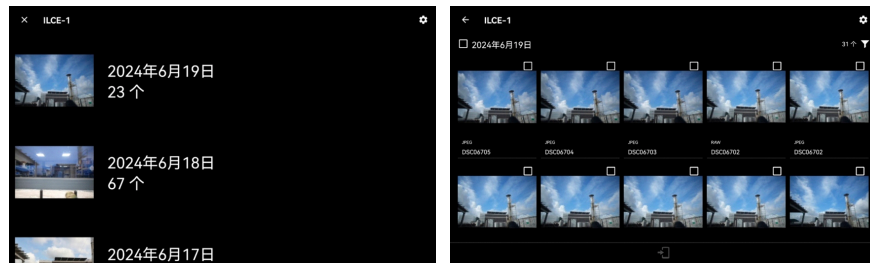 ILCE-1
2024年6月19日
23 个
2024年6月18日
67 个
2024年6月17日
ILCE-1
2024年6月19日
31 个
JPEG
DSC06705
JPEG
DSC06704
JPEG
DSC06703
RAW
DSC06702
JPEG
DSC06702